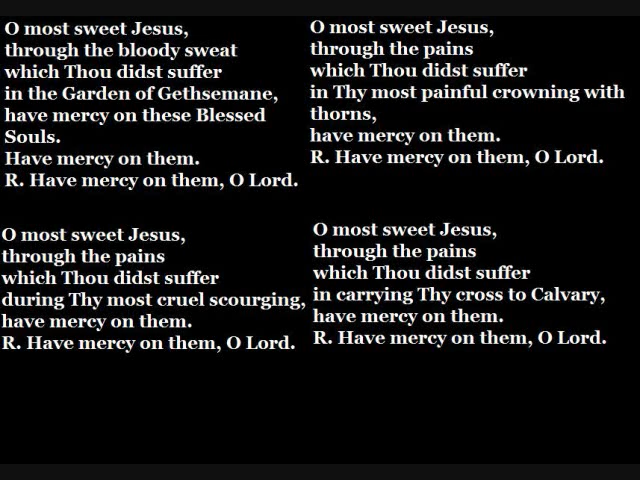 O most sweet Jesus,
through the bloody sweat
which Thou didst suffer
in the Garden of Gethsemane,
have mercy on these Blessed
Souls.
Have mercy on them.
R. Have mercy on them, O Lord.
O most sweet Jesus,
through the pains
which Thou didst suffer
during Thy most cruel scourging,
have mercy on them.
R. Have mercy on them, O Lord.
O most sweet Jesus,
through the pains
which Thou didst suffer
in Thy most painful crowning with
thorns,
have mercy on them.
R. Have mercy on them, O Lord.
O most sweet Jesus,
through the pains
which Thou didst suffer
in carrying Thy cross to Calvary,
have mercy on them.
R. Have mercy on them, O Lord.